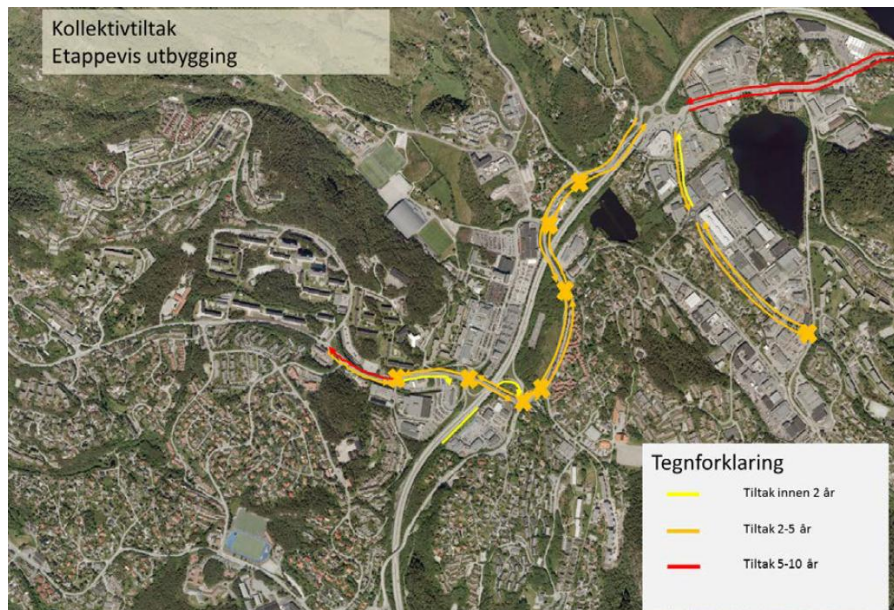 Kollektivtiltak
Etappevis utbygging
Tegnforklaring
Tiltak innen 2 år
Tiltak 2-5 år
Tiltak 5-10 år